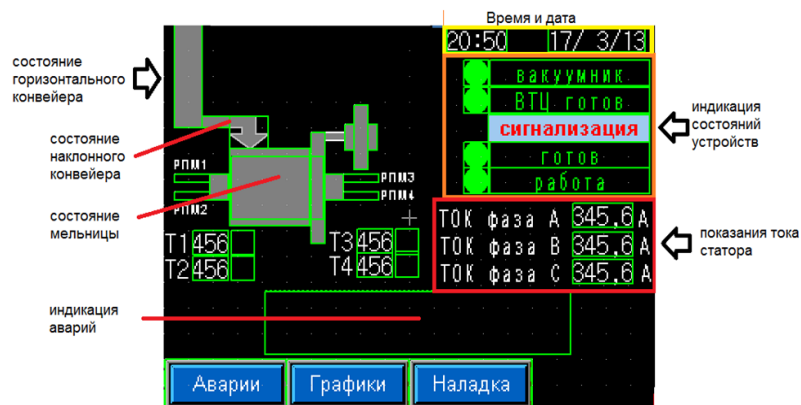 Время и дата
20:50 17/ 3/13
состояние
горизонтального
конвейера
вакуумник
ВТЦ готов
сигнализация
готов
работа
индикация
состояний
устройств
состояние
наклонного
конвейера
РПМ1
РПМ2
РПМ3
РПМ4
состояние
мельницы
Т1 456
Т2 456
Т3 456
Т4 456
ТОК фаза А 345,6 А
ТОК фаза В 345,6 А
ТОК фаза С 345,6 А
показания тока
статора
индикация
аварий
Аварии
Графики
Наладка